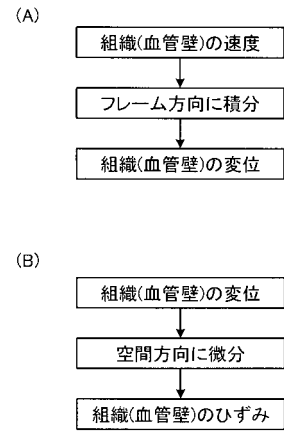 (A)
組織(血管壁)の速度
フレーム方向に積分
組織(血管壁)の変位
(B)
組織(血管壁)の変位
空間方向に微分
組織(血管壁)のひずみ